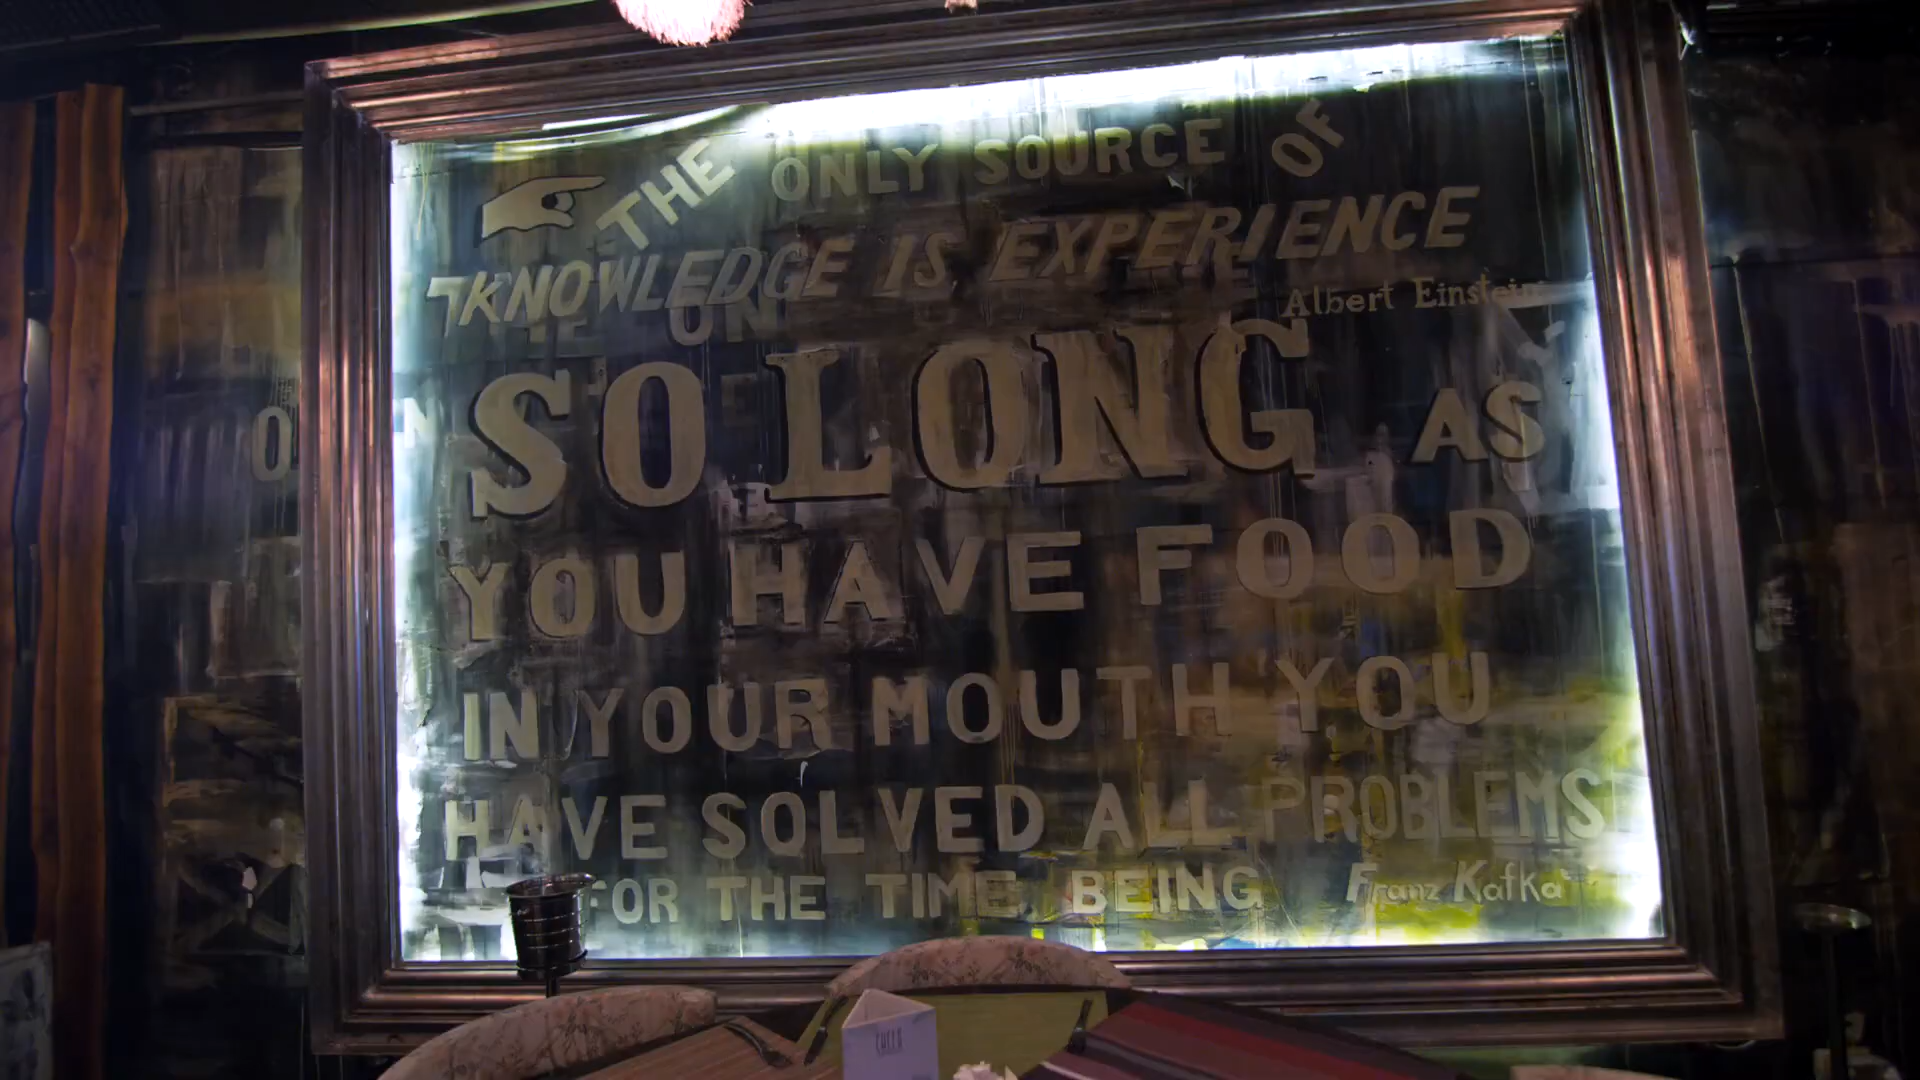 THE ONLY SOURCE OF
KNOWLEDGE IS EXPERIENCE
Albert Einstein
SO LONG AS
YOU HAVE FOOD
IN YOUR MOUTH YOU
HAVE SOLVED ALL PROBLEMS
FOR THE TIME BEING
Franz Kafka